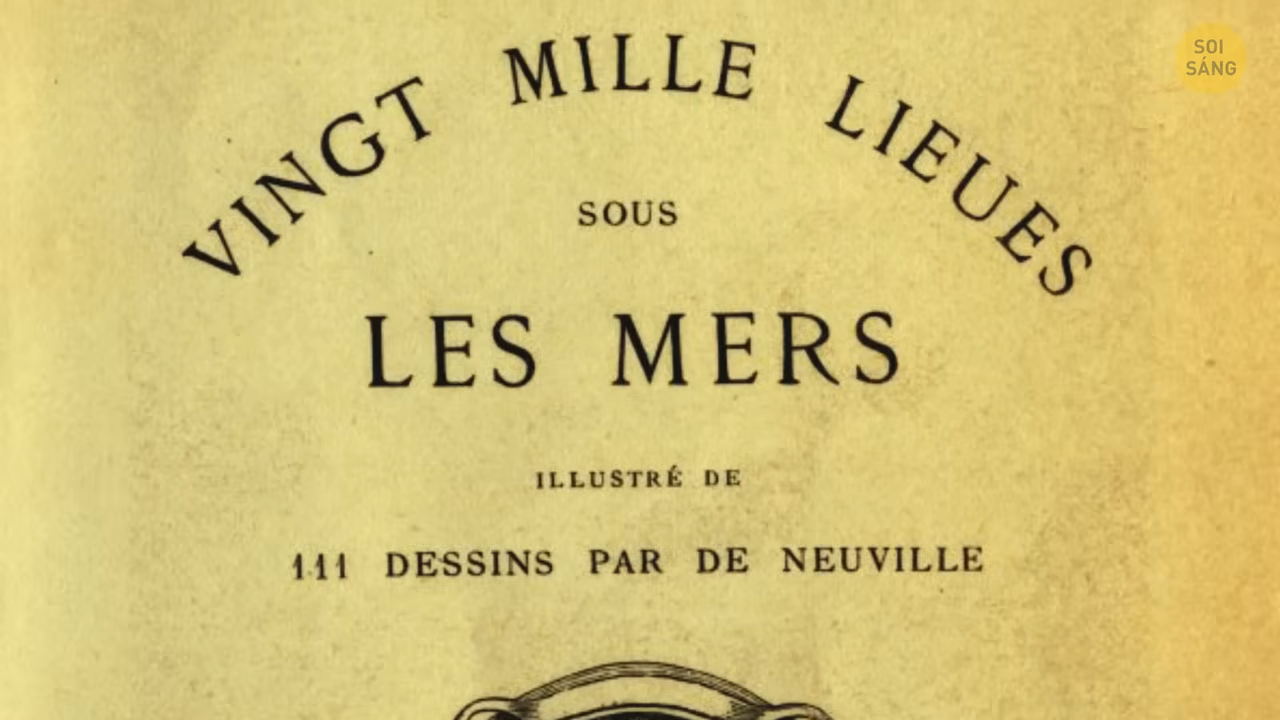 SOI
SÁNG
VINGT MILLE LIEUES
SOUS
LES MERS
ILLUSTRÉ DE
111 DESSINS PAR DE NEUVILLE